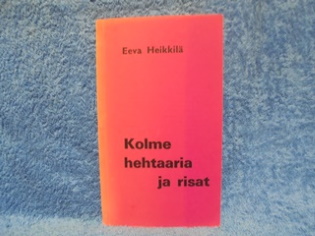 Eeva Heikkilä
Kolme
hehtaaria
ja risat